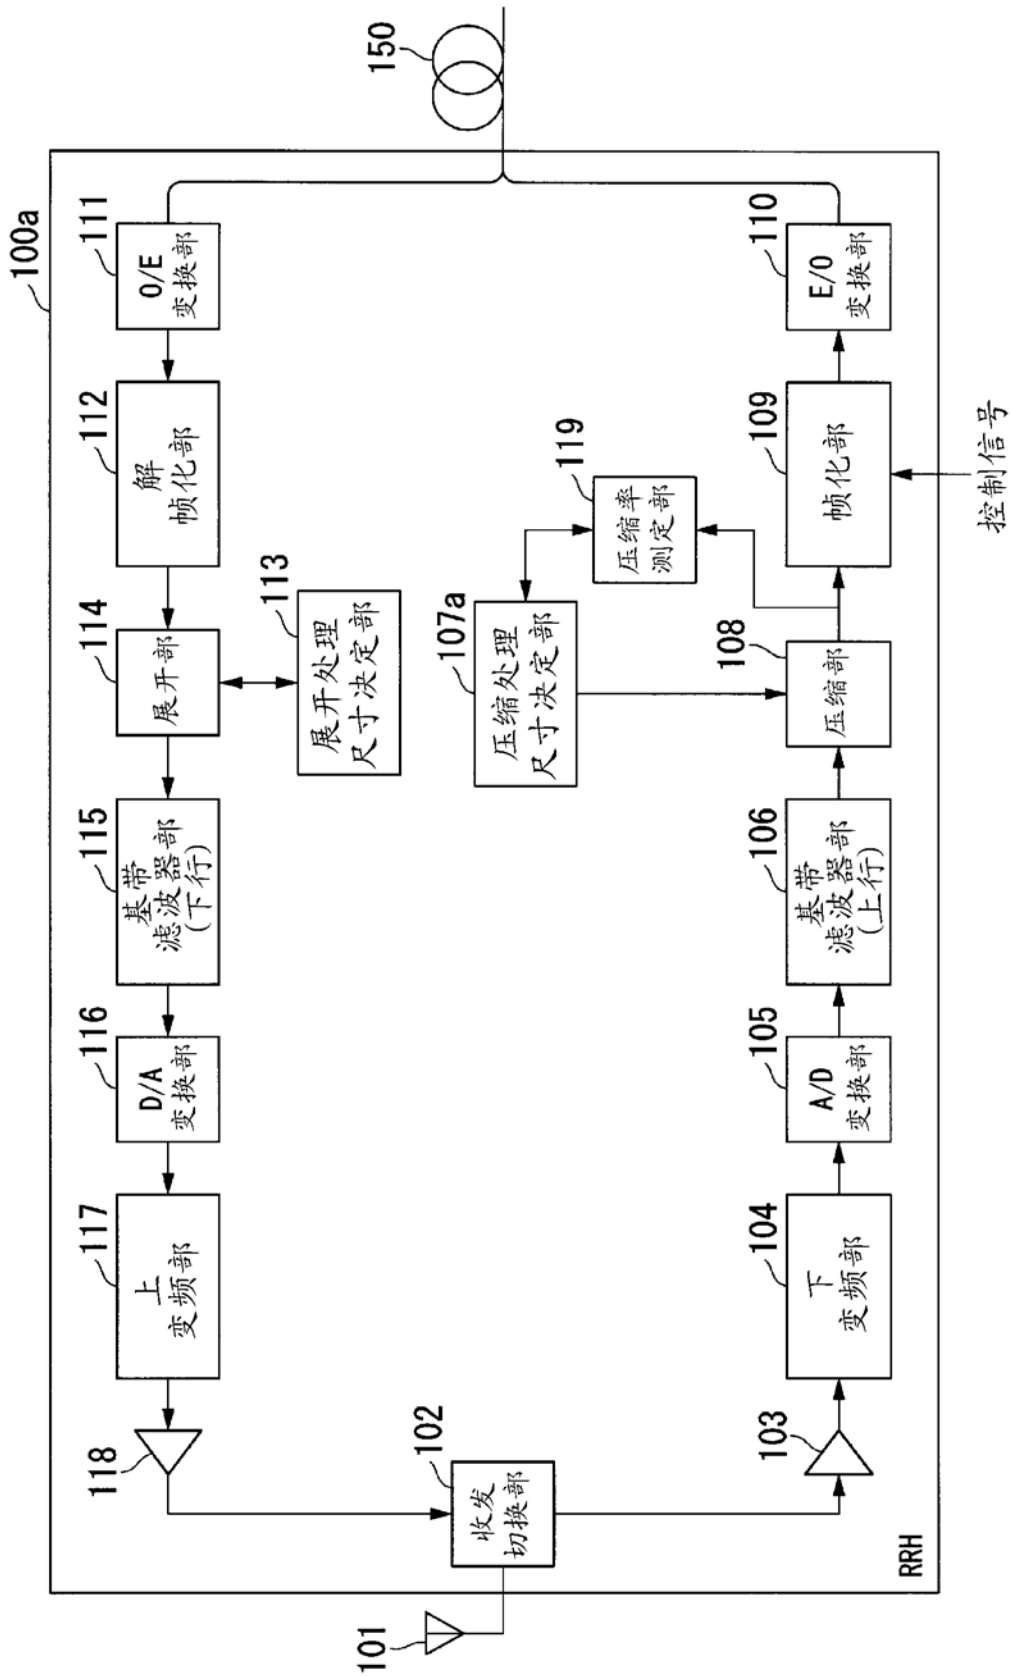 100a
111
O/E
变换部
112
解
帧化部
114
展开部
113
展开处理
尺寸决定部
115
基带
滤波器部
(下行)
116
D/A
变换部
117
上
变频部
118
150
101
102
收发
切换部
103
104
下
变频部
105
A/D
变换部
106
基带
滤波器部
(上行)
107a
压缩处理
尺寸决定部
108
压缩部
119
压缩率
测定部
109
帧化部
110
E/O
变换部
控制信号
RRH